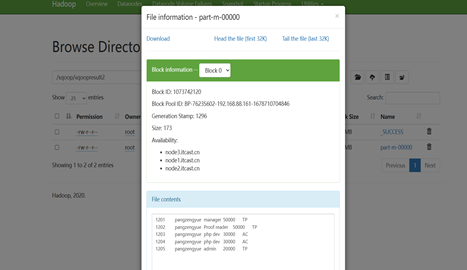 Hadoop Overview Datanodes Datanode Volume Failures Snapshot Startup Progress Utilities
File information - part-m-00000 ×
Download Head the file (first 32K) Tail the file (last 32K)
Browse Directo
Block information -- Block 0
/sqoop/sqoopresult2
Block ID: 1073742120
Show 25 entries Search:
Block Pool ID: BP-76235602-192.168.88.161-1678710704846
Permission Owner Size Name
Generation Stamp: 1296
-rw-r--r-- root _SUCCESS
Size: 173
-rw-r--r-- root part-m-00000
Availability:
Showing 1 to 2 of 2 entries Previous 1 Next
node3.itcast.cn
node1.itcast.cn
node2.itcast.cn
Hadoop, 2020.
File contents
1201 pangzengyue manager 50000 TP
1202 pangzengyue Proof reader 50000 TP
1203 pangzengyue php dev 30000 AC
1204 pangzengyue php dev 30000 AC
1205 pangzengyue admin 20000 TP